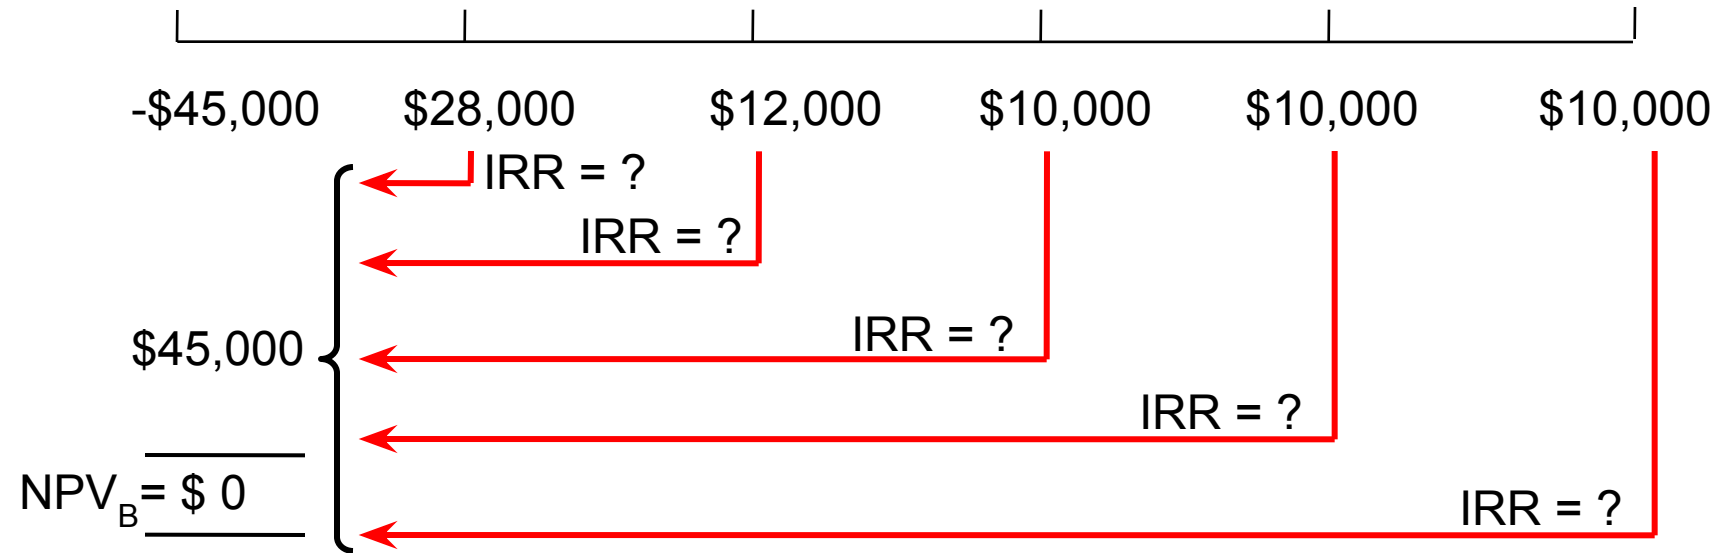 -$45,000 $28,000 $12,000 $10,000 $10,000 $10,000
IRR = ?
IRR = ?
IRR = ?
$45,000
IRR = ?
NPVB= $ 0
IRR = ?